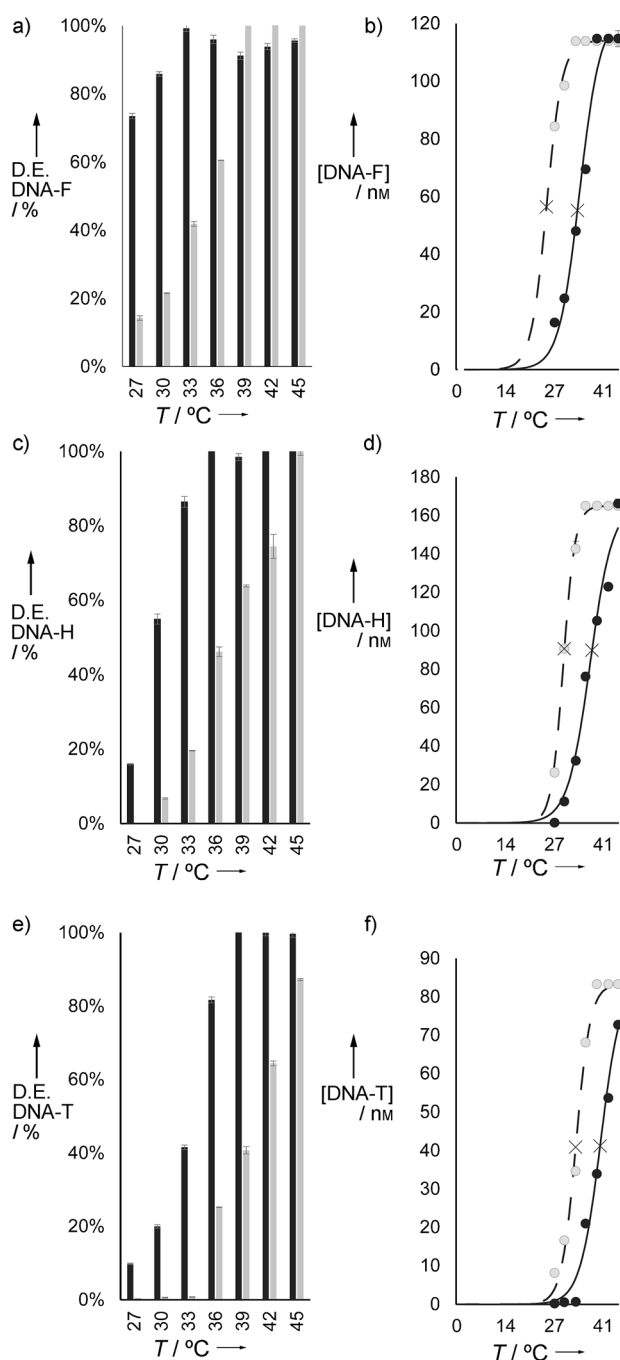 a)
100%
80%
60%
40%
20%
0%
D.E.
DNA-F
/ %
27 30 33 36 39 42 45
T / ºC
b)
120
100
80
60
40
20
0
[DNA-F]
/ nM
0 14 27 41
T / ºC
c)
100%
80%
60%
40%
20%
0%
D.E.
DNA-H
/ %
27 30 33 36 39 42 45
T / ºC
d)
180
160
140
120
100
80
60
40
20
0
[DNA-H]
/ nM
0 14 27 41
T / ºC
e)
100%
80%
60%
40%
20%
0%
D.E.
DNA-T
/ %
27 30 33 36 39 42 45
T / ºC
f)
90
80
70
60
50
40
30
20
10
0
[DNA-T]
/ nM
0 14 27 41
T / ºC